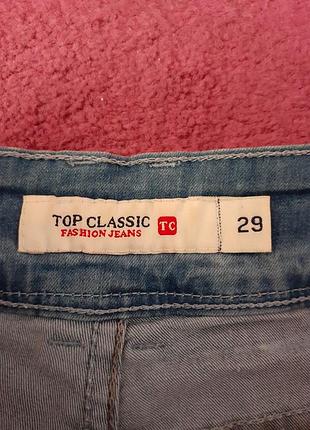 TOP CLASSIC
FASHION JEANS
TC
29